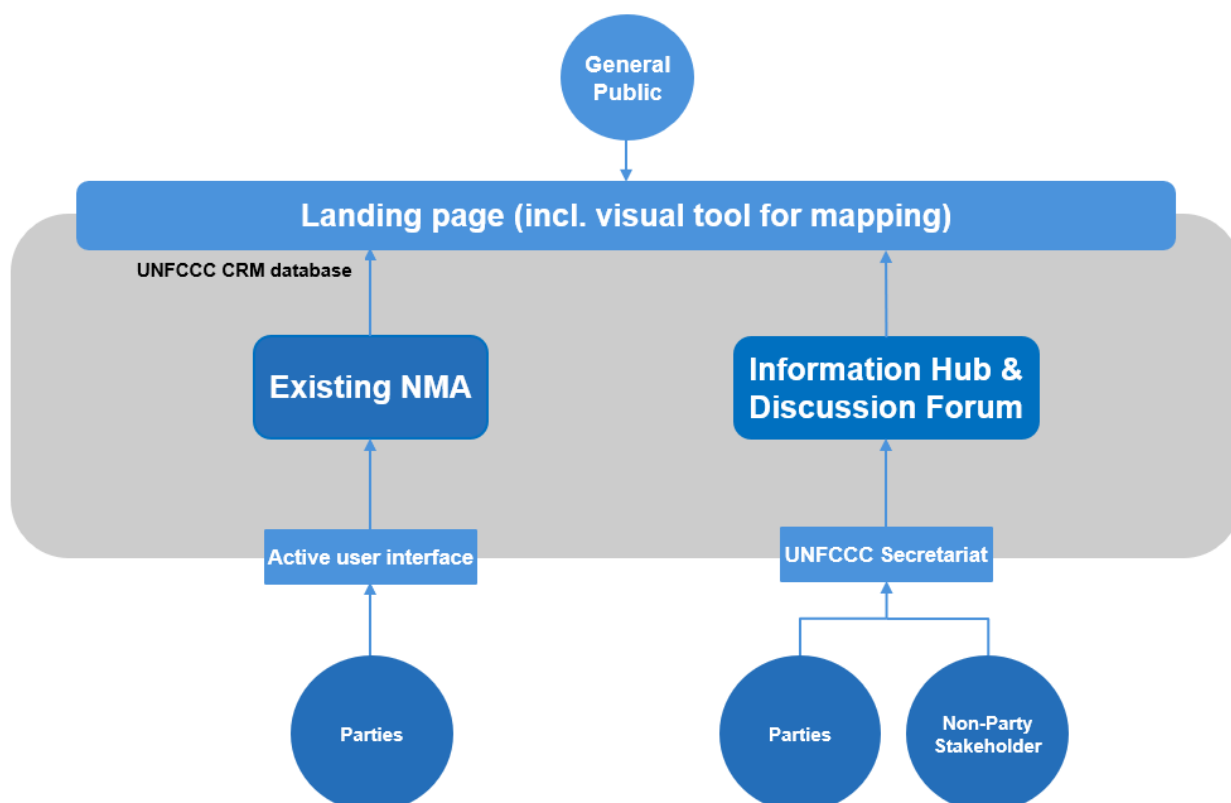 General
Public
Landing page (incl. visual tool for mapping)
UNFCCC CRM database
Existing NMA
Information Hub &
Discussion Forum
Active user interface
UNFCCC Secretariat
Parties
Parties
Non-Party
Stakeholder